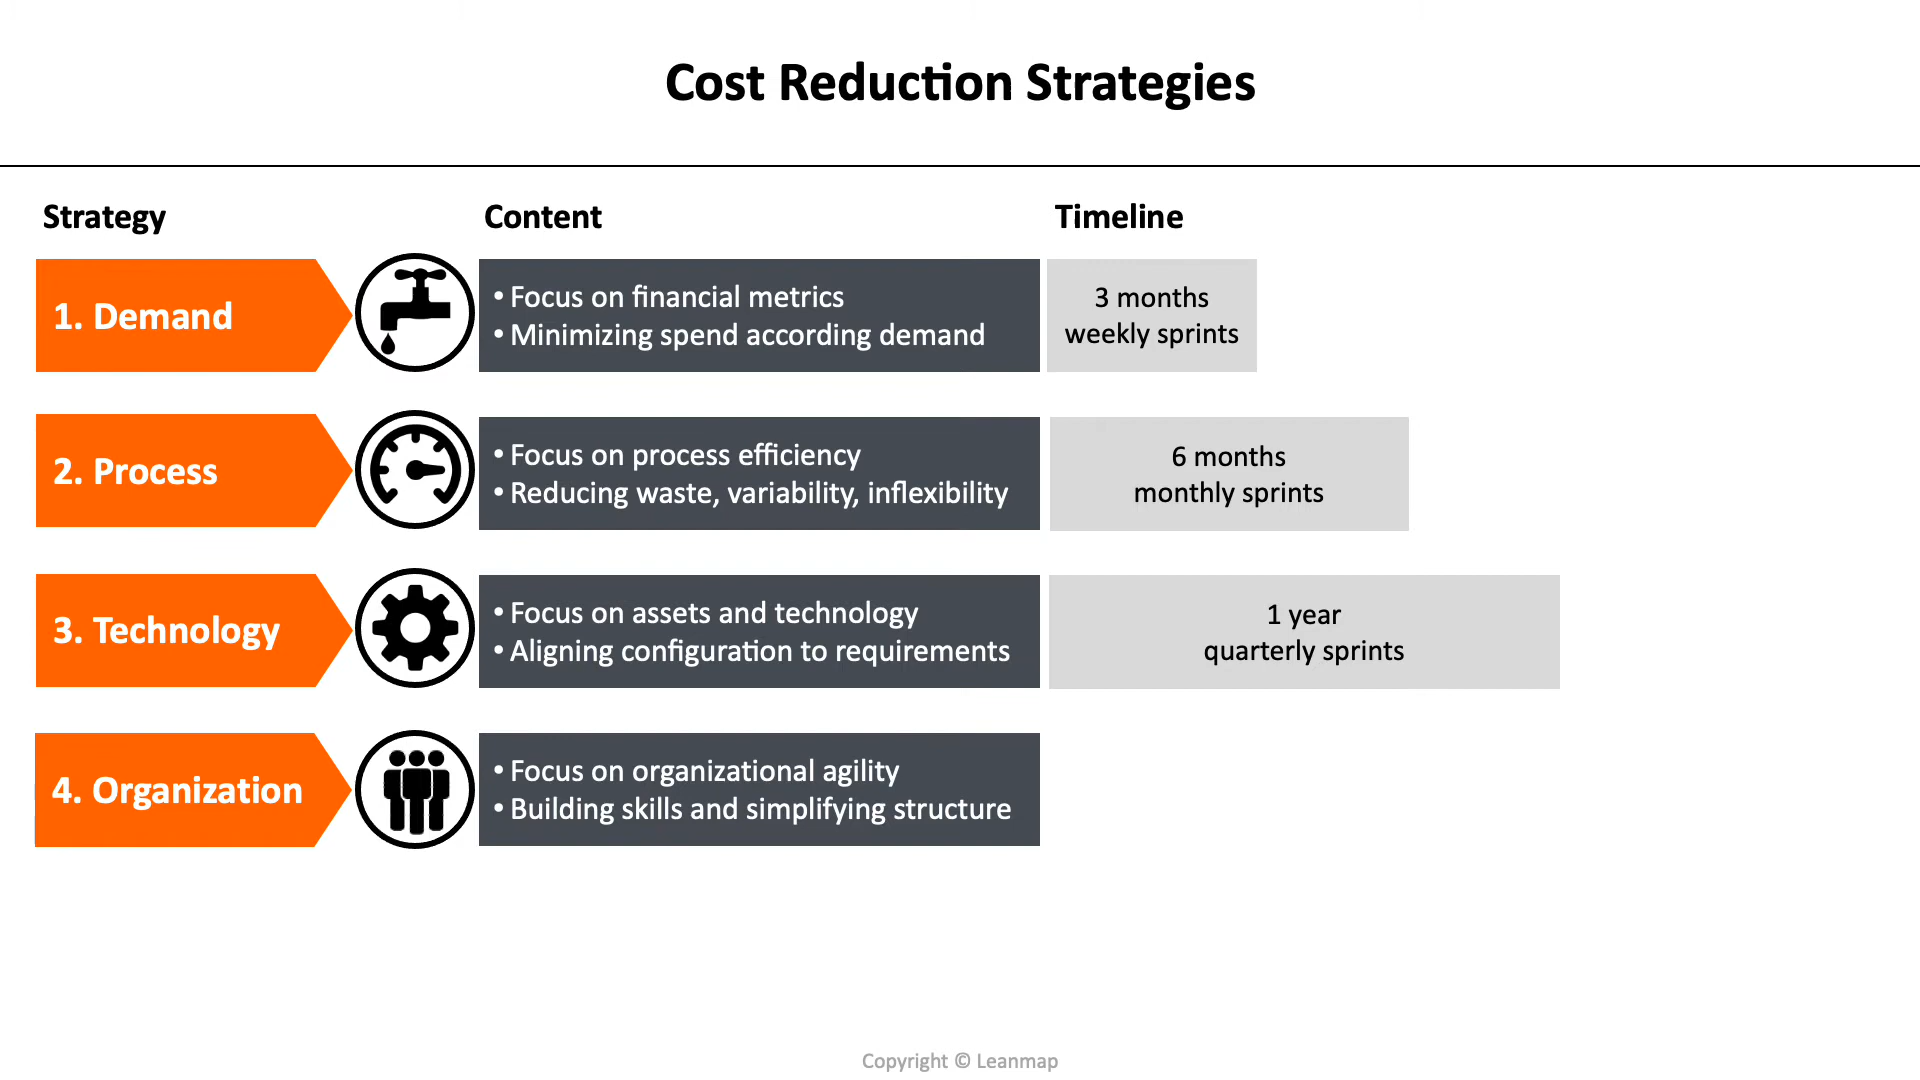 Cost Reduction Strategies
Strategy
Content
Timeline
1. Demand
• Focus on financial metrics
• Minimizing spend according demand
3 months
weekly sprints
2. Process
• Focus on process efficiency
• Reducing waste, variability, inflexibility
6 months
monthly sprints
3. Technology
• Focus on assets and technology
• Aligning configuration to requirements
1 year
quarterly sprints
4. Organization
• Focus on organizational agility
• Building skills and simplifying structure
Copyright © Leanmap